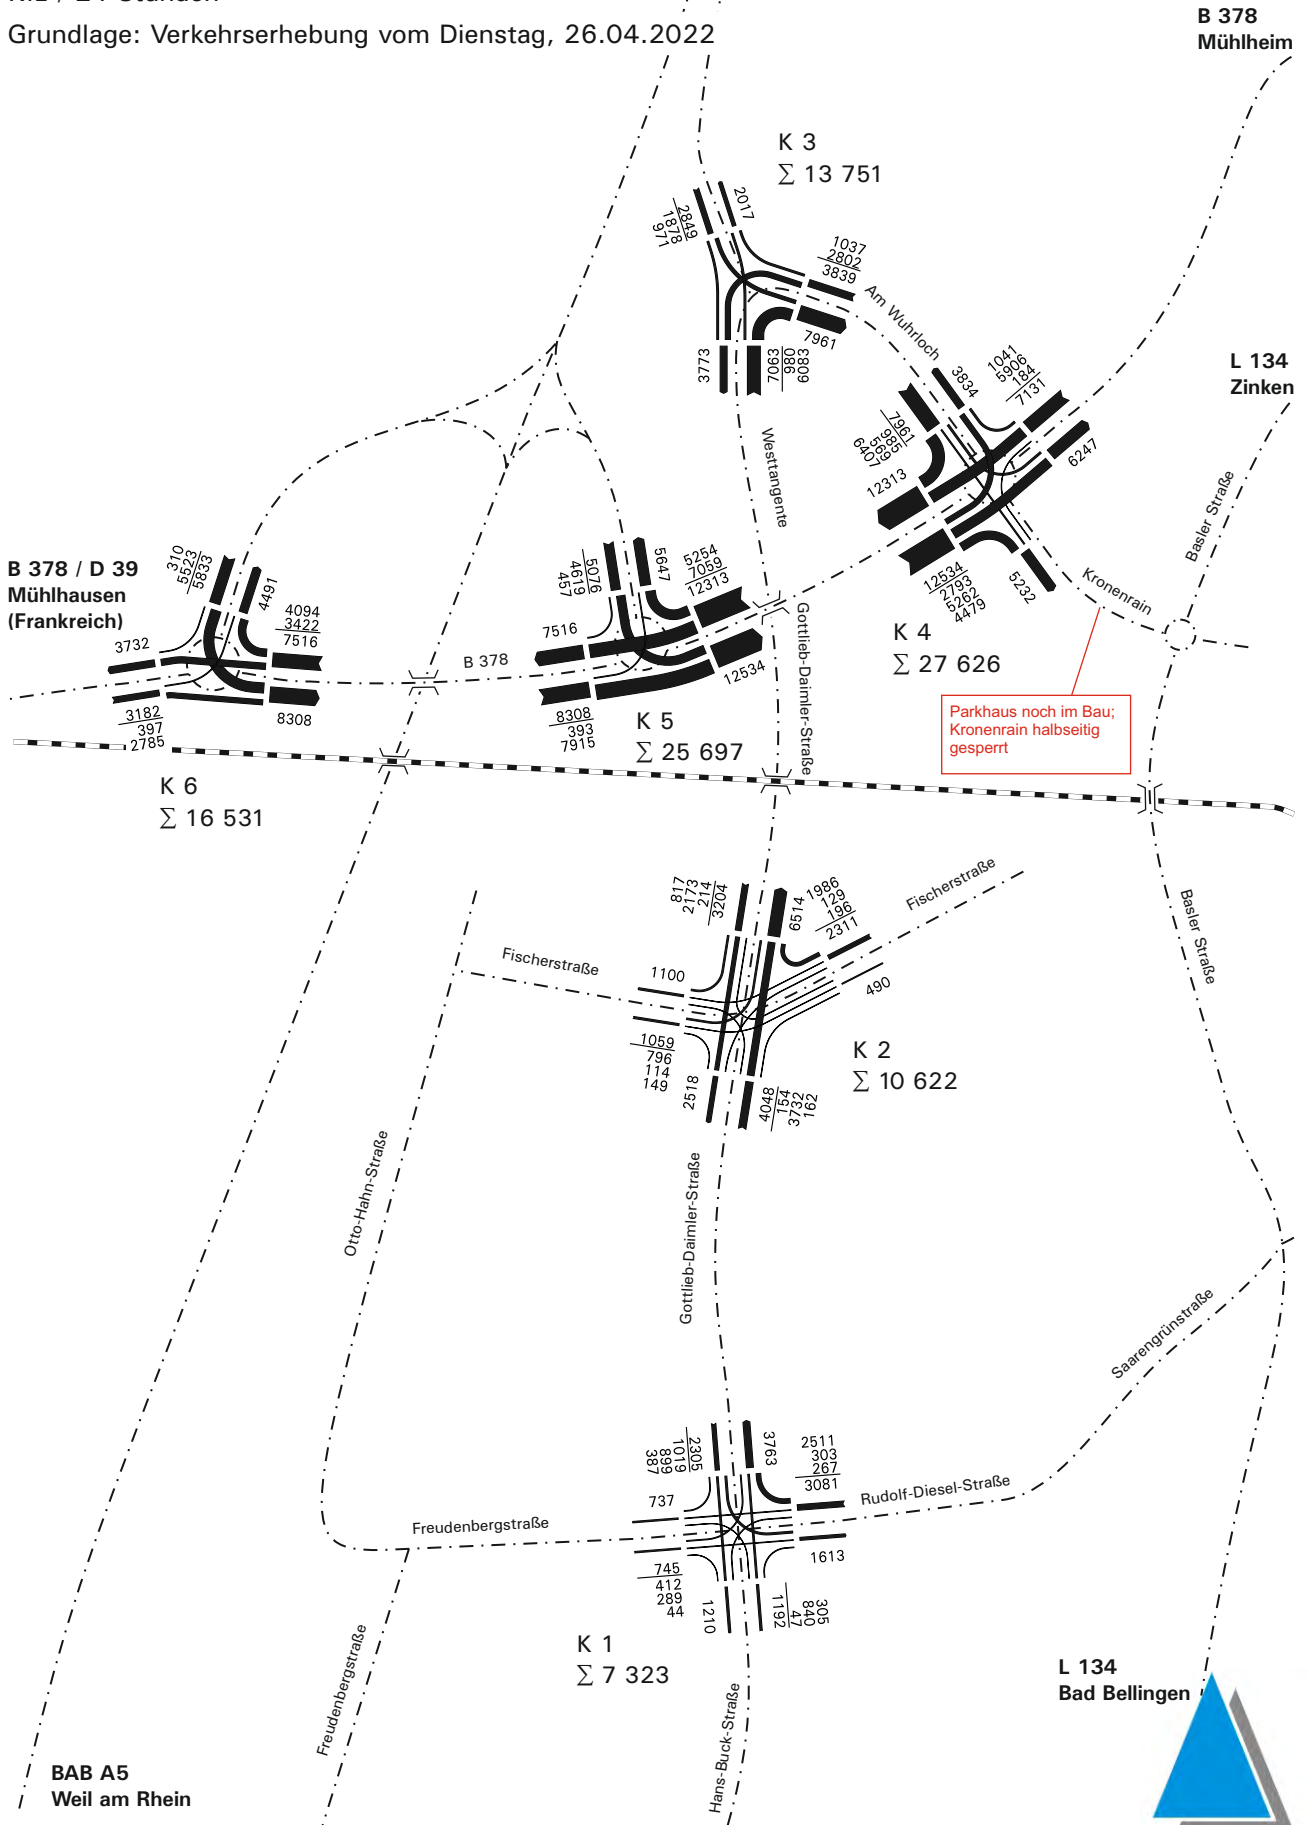 Grundlage: Verkehrserhebung vom Dienstag, 26.04.2022
B 378
Mühlheim
K 3
∑ 13 751
2849
1878
971
2017
1037
2802
3839
Am Wuhrloch
7961
3773
7063
980
6083
L 134
Zinken
3834
1041
5906
184
7131
7961
985
569
6407
12313
6247
Westtangente
Basler Straße
12534
2793
5262
4479
5232
Kronenrain
K 4
∑ 27 626
B 378 / D 39
Mühlhausen
(Frankreich)
310
5523
5833
4491
4094
3422
7516
3732
3182
397
2785
8308
K 6
∑ 16 531
B 378
5076
4619
457
5647
5254
7059
12313
7516
12534
8308
393
7915
K 5
∑ 25 697
Gottlieb-Daimler-Straße
Parkhaus noch im Bau;
Kronenrain halbseitig
gesperrt
817
2173
214
3204
6514
1986
129
196
2311
Fischerstraße
Fischerstraße
1100
490
1059
796
114
149
2518
4048
154
3732
162
K 2
∑ 10 622
Basler Straße
Otto-Hahn-Straße
Gottlieb-Daimler-Straße
Saarengrünstraße
2305
1019
899
387
3763
2511
303
267
3081
Rudolf-Diesel-Straße
737
Freudenbergstraße
1613
745
412
289
44
1210
1192
47
840
305
K 1
∑ 7 323
Freudenbergstraße
Hans-Buck-Straße
L 134
Bad Bellingen
BAB A5
Weil am Rhein